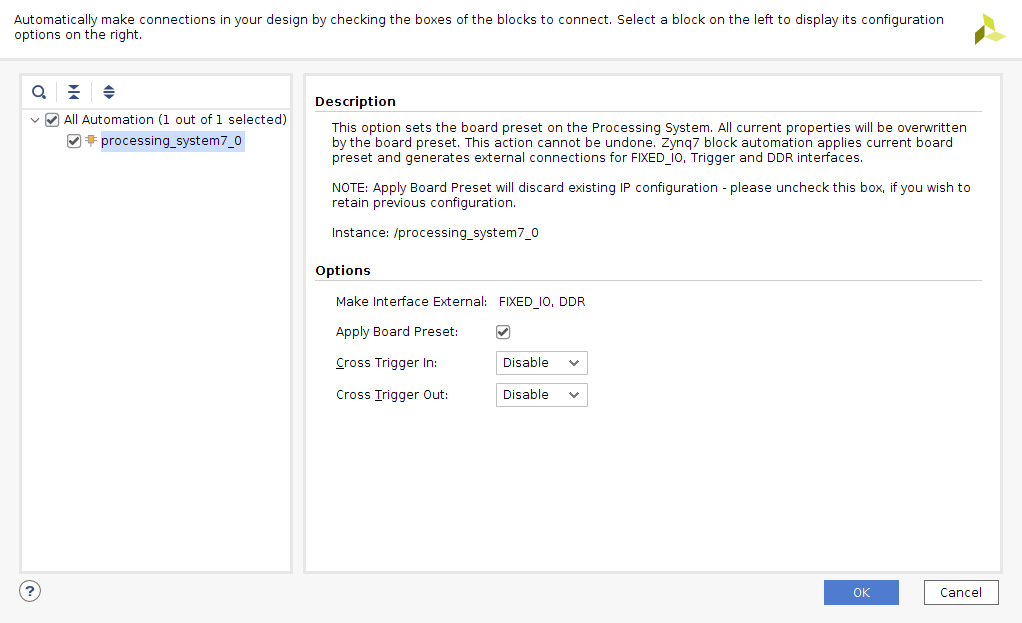 Automatically make connections in your design by checking the boxes of the blocks to connect. Select a block on the left to display its configuration
options on the right.
All Automation (1 out of 1 selected)
processing_system7_0
Description
This option sets the board preset on the Processing System. All current properties will be overwritten
by the board preset. This action cannot be undone. Zynq7 block automation applies current board
preset and generates external connections for FIXED_IO, Trigger and DDR interfaces.
NOTE: Apply Board Preset will discard existing IP configuration - please uncheck this box, if you wish to
retain previous configuration.
Instance: /processing_system7_0
Options
Make Interface External: FIXED_IO, DDR
Apply Board Preset:
Cross Trigger In: Disable
Cross Trigger Out: Disable
?
OK Cancel